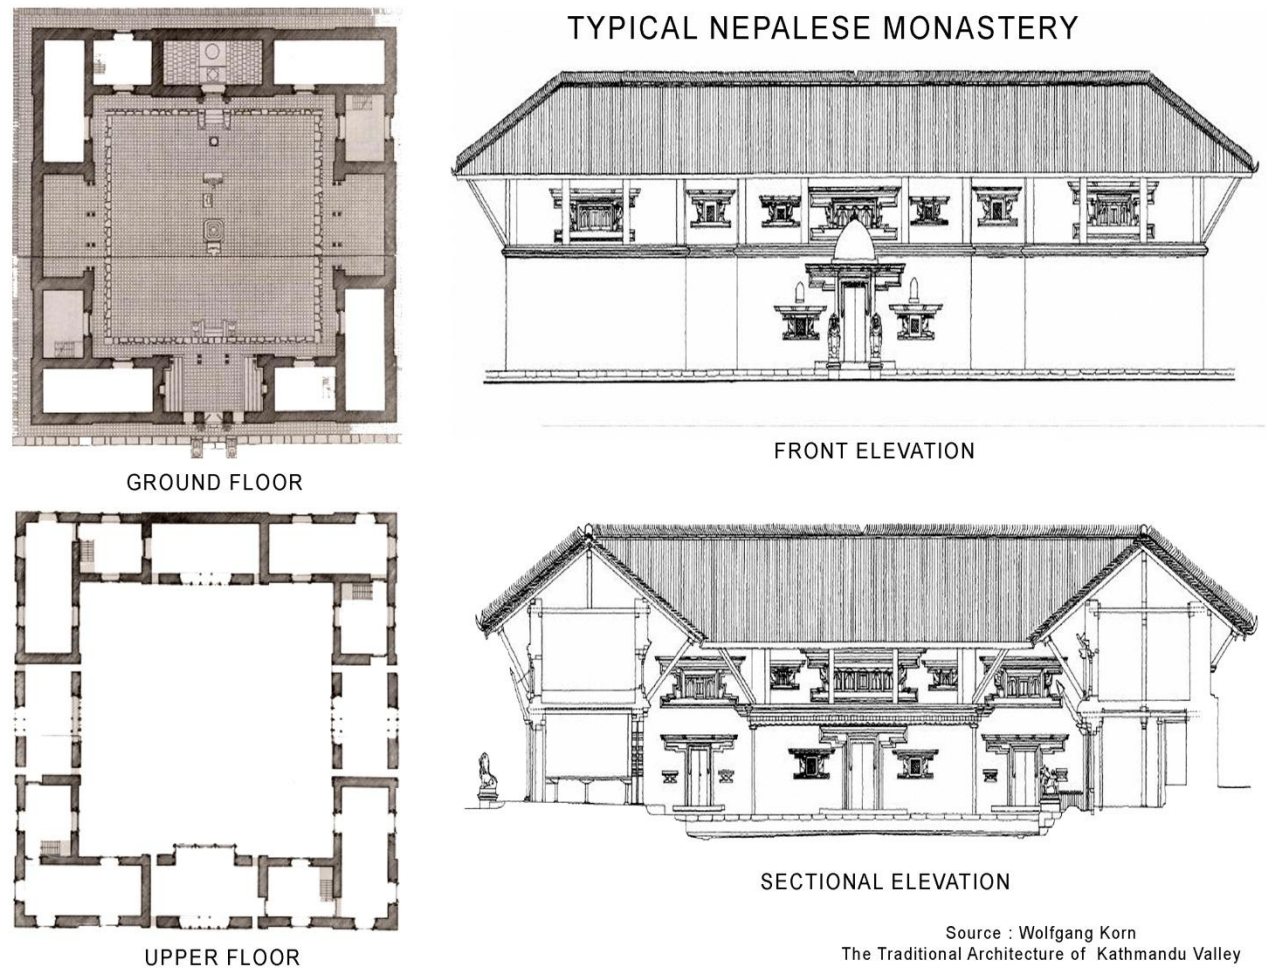 TYPICAL NEPALESE MONASTERY
GROUND FLOOR
FRONT ELEVATION
UPPER FLOOR
SECTIONAL ELEVATION
Source : Wolfgang Korn
The Traditional Architecture of Kathmandu Valley